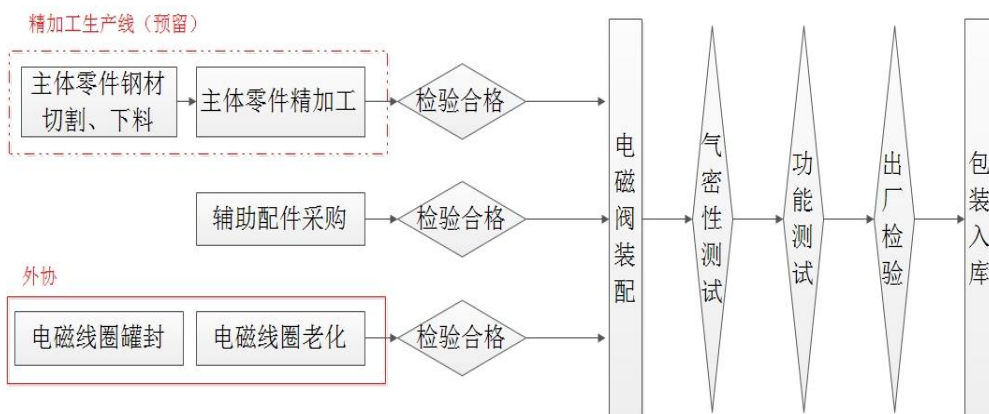 精加工生产线（预留）
主体零件钢材
切割、下料
主体零件精加工
检验合格
辅助配件采购
检验合格
外协
电磁线圈罐封
电磁线圈老化
检验合格
电磁阀装配
气密性测试
功能测试
出厂检验
包装入库